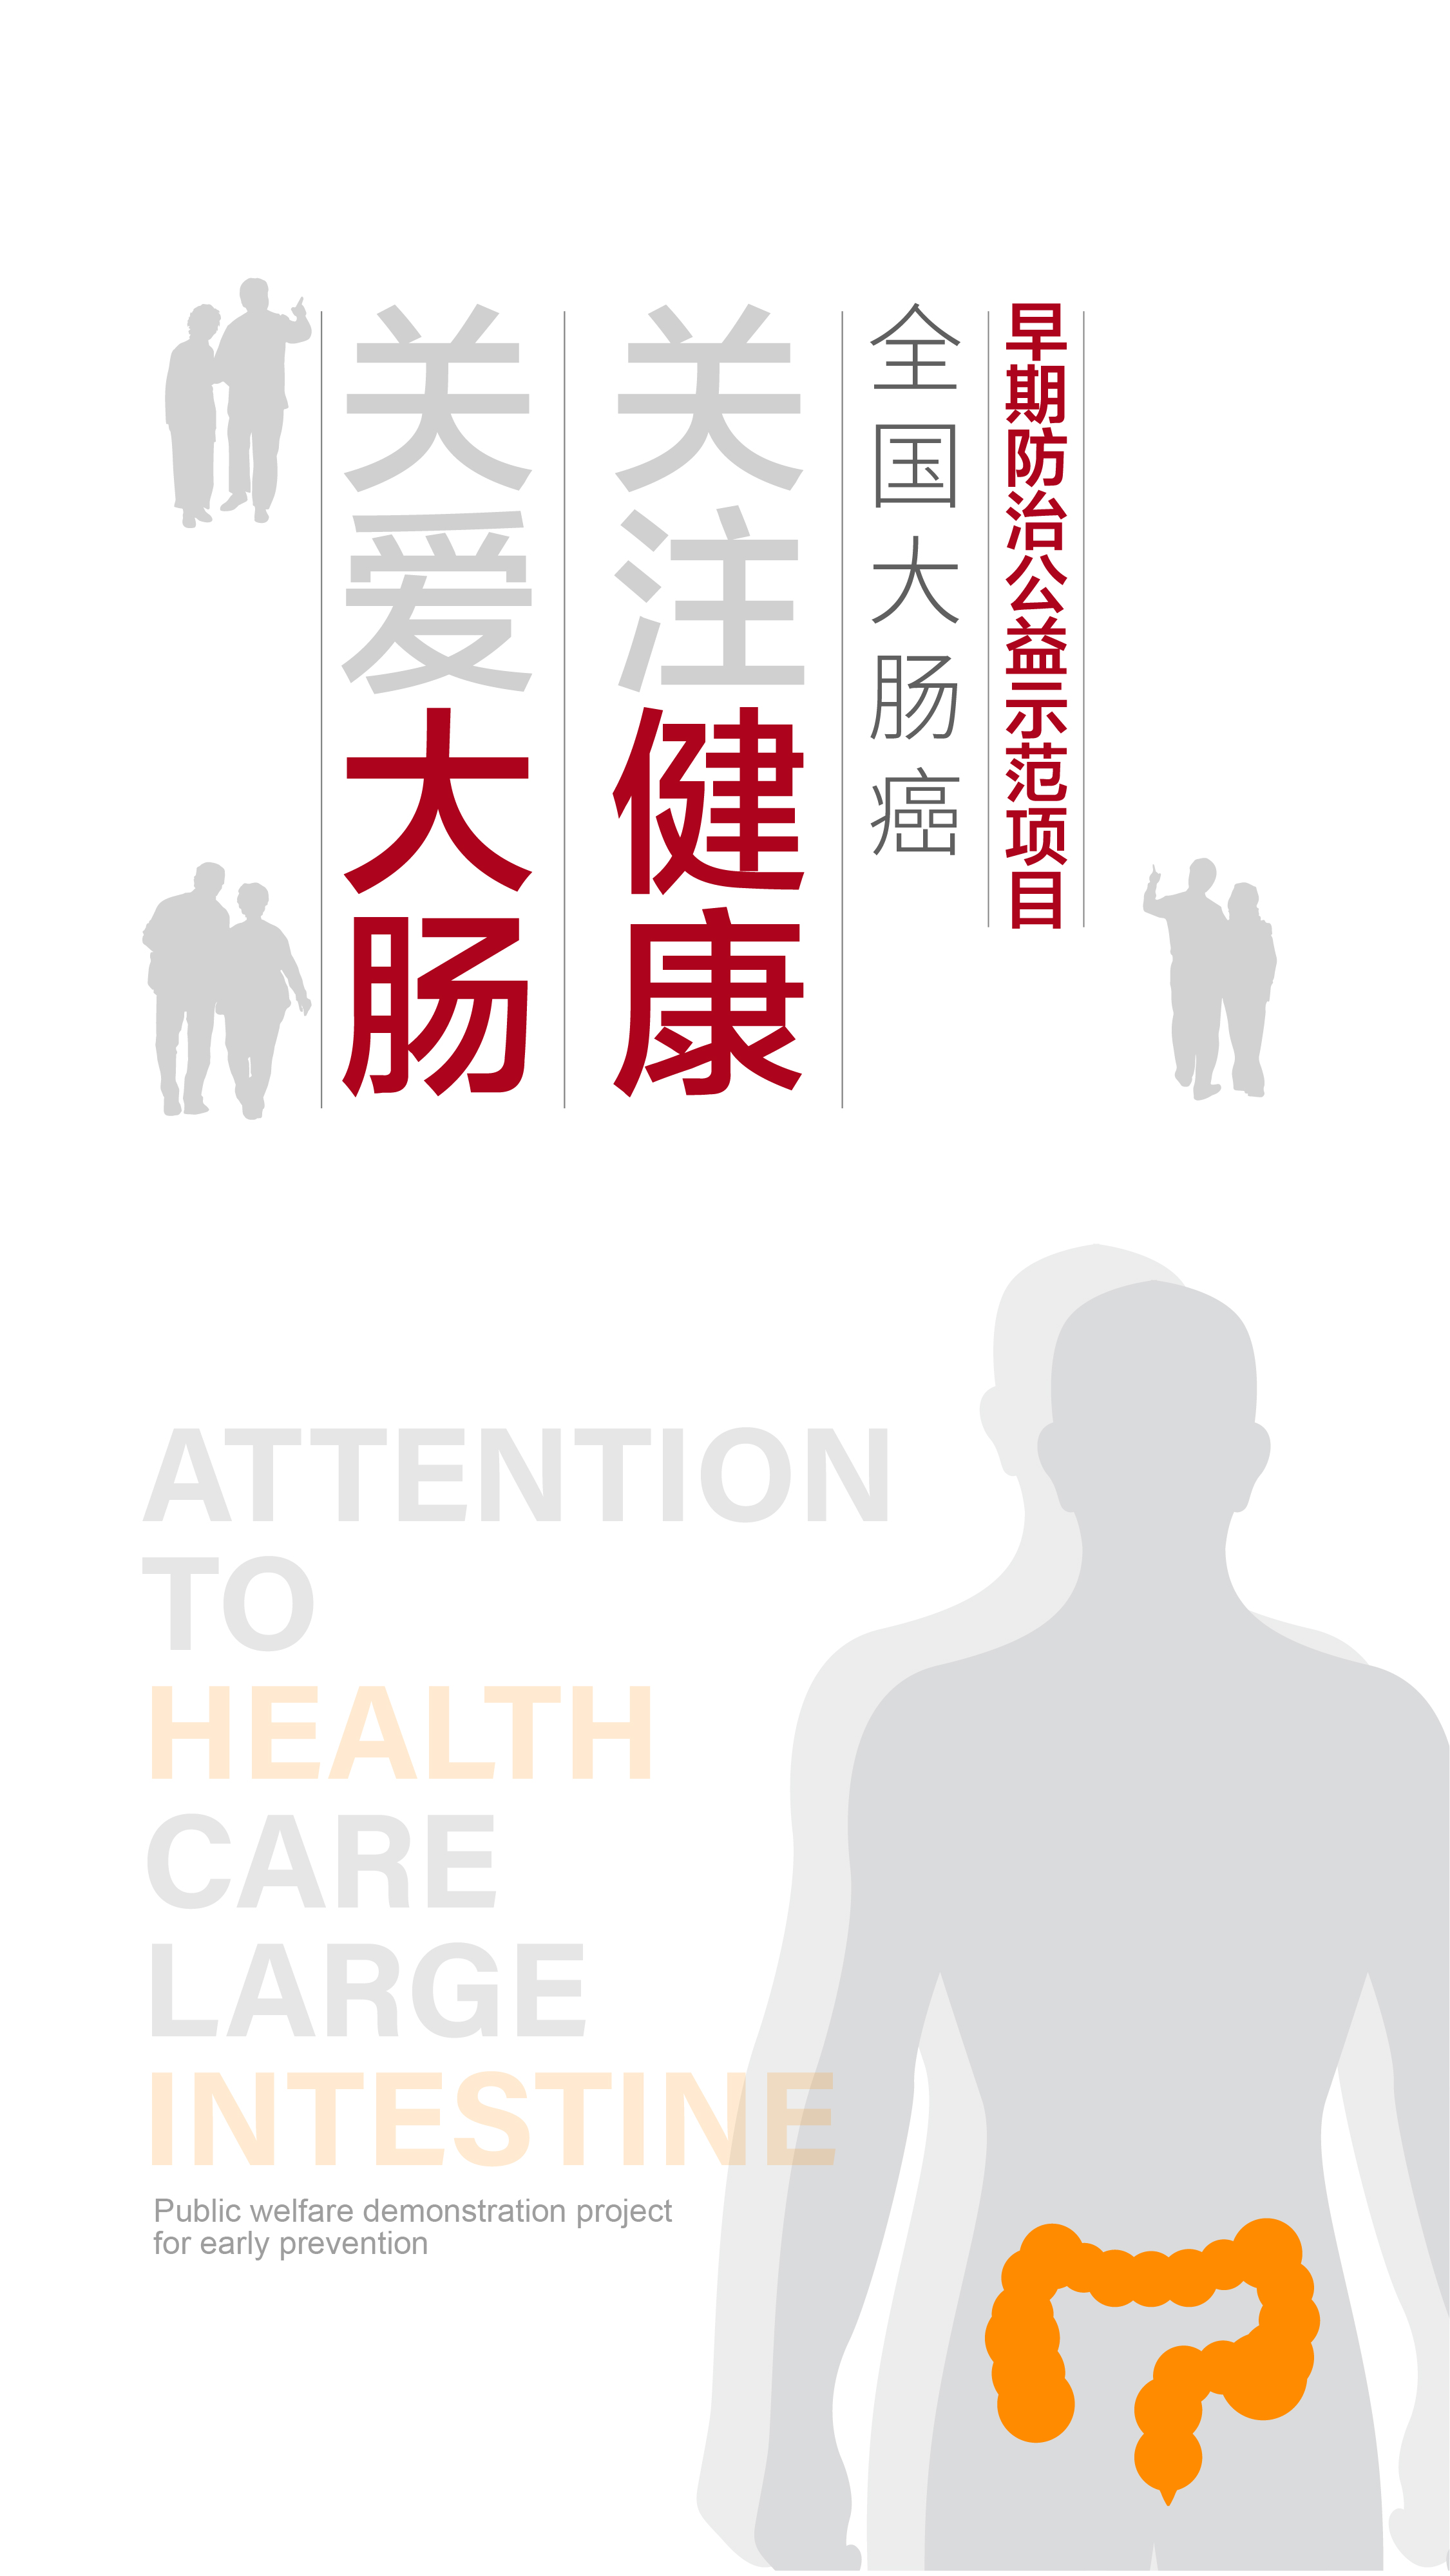 关爱大肠
关注健康
全国大肠癌
早期防治公益示范项目
ATTENTION
TO
HEALTH
CARE
LARGE
INTESTINE
Public welfare demonstration project
for early prevention